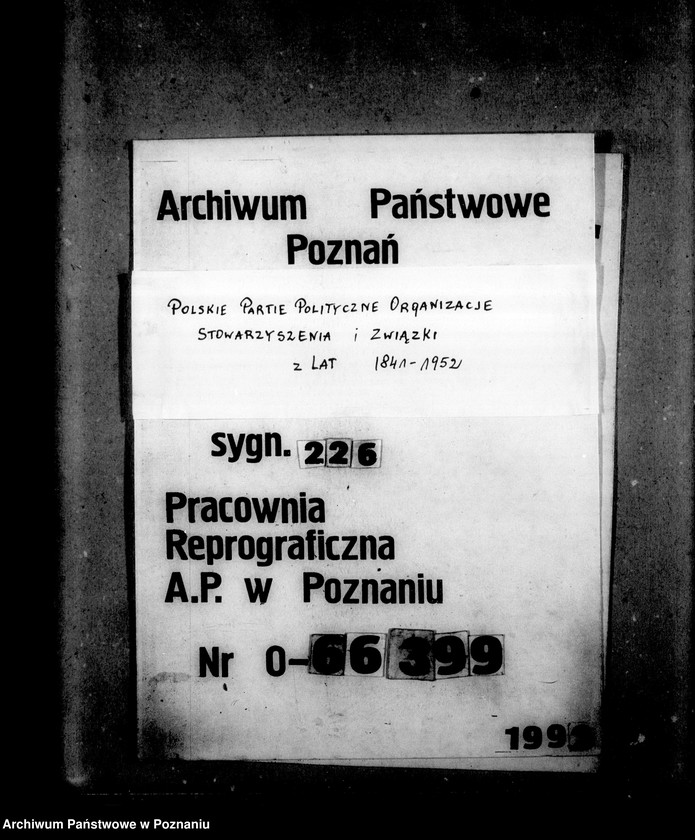 Archiwum Państwowe
Poznań
POLSKIE PARTIE POLITYCZNE ORGANIZACJE
STOWARZYSZENIA i ZWIĄZKI
z LAT 1841-1952
sygn. 226
Pracownia
Reprograficzna
A.P. w Poznaniu
Nr 0-66399
Archiwum Państwowe w Poznaniu